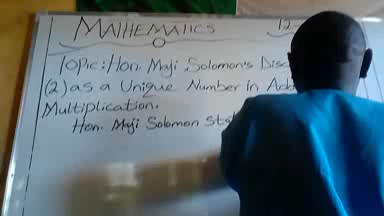 MATHEMATICS
12
Topic: Hon. Maji Solomon's
(2) as a Unique Number in
Multiplication.
Hon. Maji Solomon